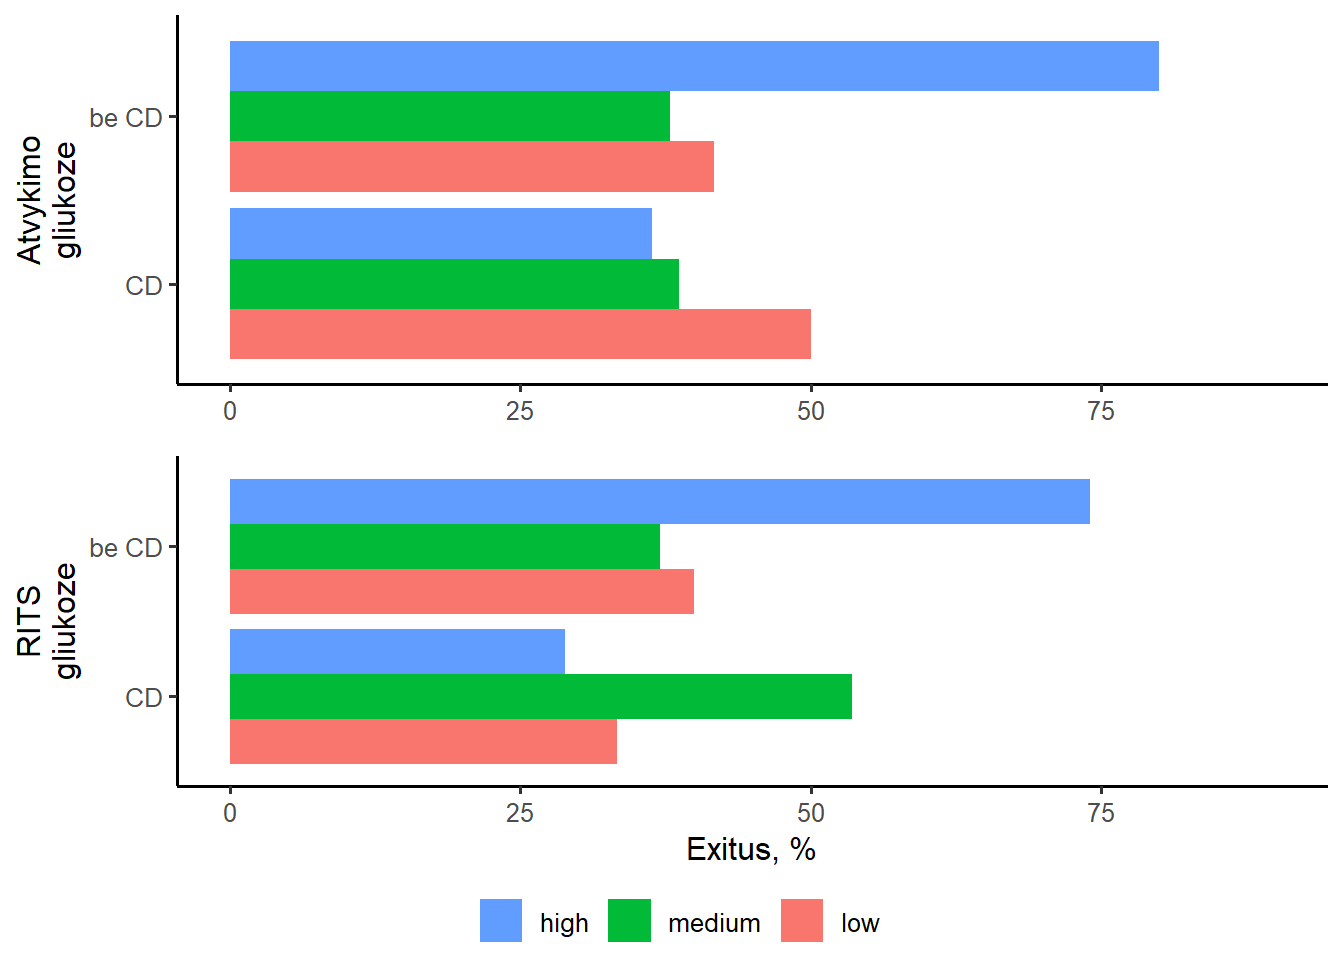 Atvykimo
gliukoze
be CD
CD
0 25 50 75
RITS
gliukoze
be CD
CD
0 25 50 75
Exitus, %
high medium low